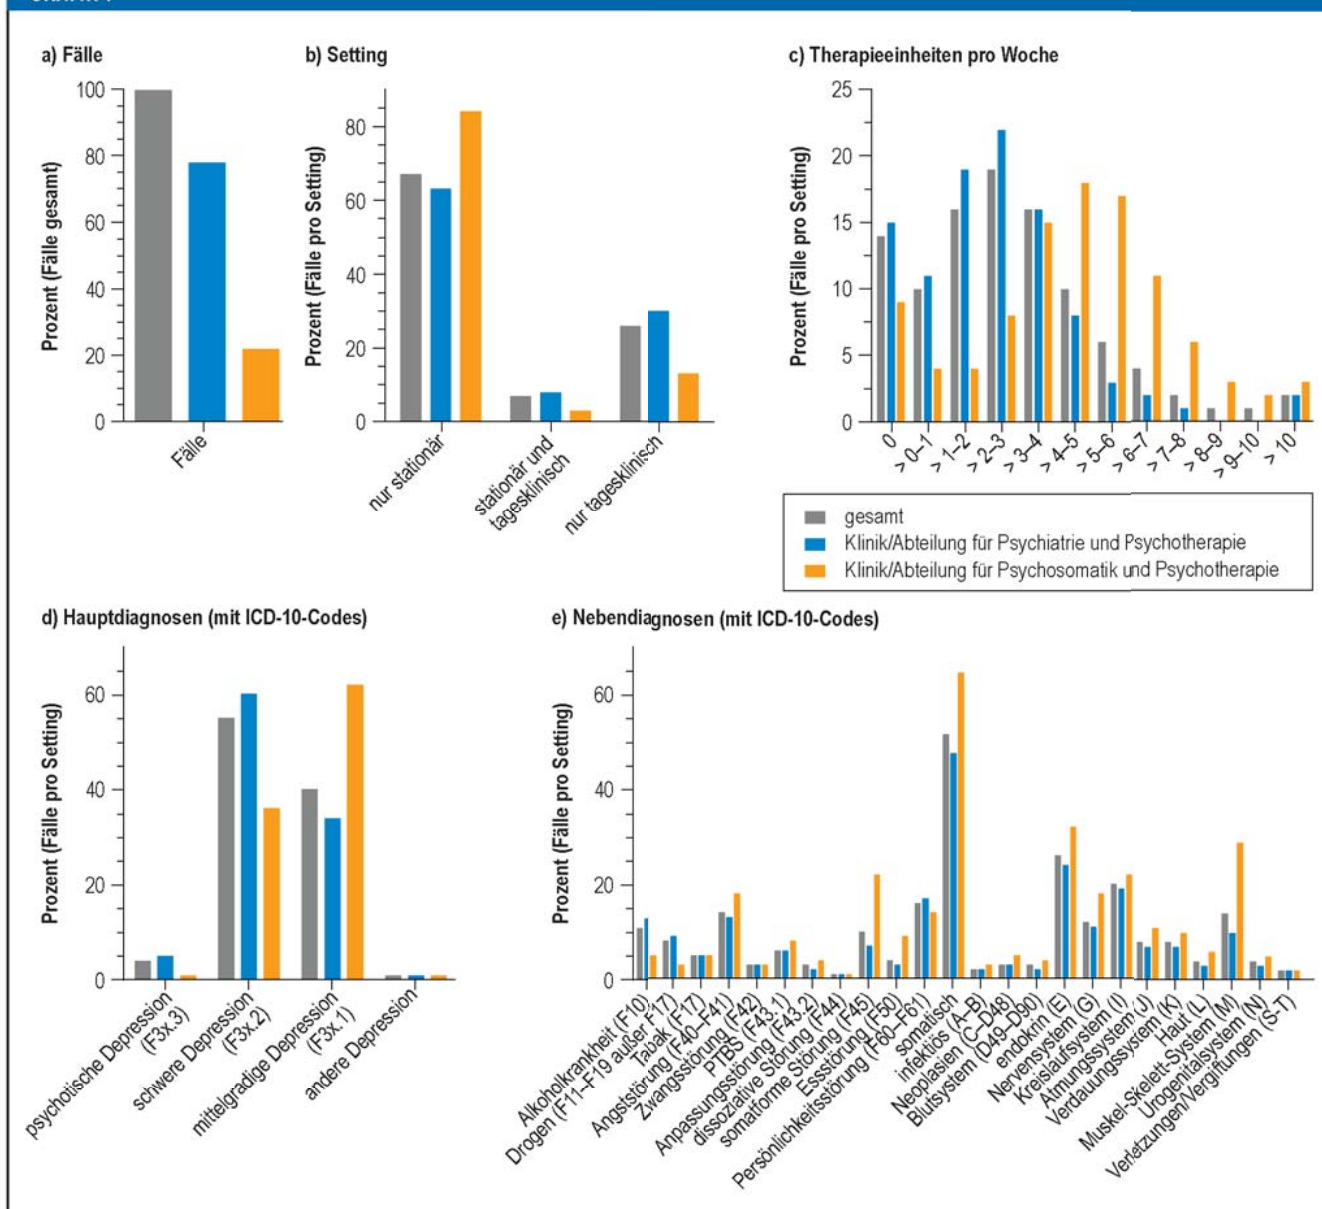 a) Fälle
b) Setting
c) Therapieeinheiten pro Woche
Prozent (Fälle gesamt)
100
80
60
40
20
0
Fälle
Prozent (Fälle pro Setting)
80
60
40
20
0
nur stationär
stationär und
tagesklinisch
nur tagesklinisch
Prozent (Fälle pro Setting)
25
20
15
10
5
0
0
> 0–1
> 1–2
> 2–3
> 3–4
> 4–5
> 5–6
> 6–7
> 7–8
> 8–9
> 9–10
> 10
gesamt
Klinik/Abteilung für Psychiatrie und Psychotherapie
Klinik/Abteilung für Psychosomatik und Psychotherapie
d) Hauptdiagnosen (mit ICD-10-Codes)
e) Nebendiagnosen (mit ICD-10-Codes)
Prozent (Fälle pro Setting)
60
40
20
0
psychotische Depression
(F3x.3)
schwere Depression
(F3x.2)
mittelgradige Depression
(F3x.1)
andere Depression
Prozent (Fälle pro Setting)
60
40
20
0
Alkoholkrankheit (F10)
Drogen (F11–F19 außer F17)
Tabak (F17)
Angststörung (F40–F41)
Zwangsstörung (F42)
PTBS (F43.1)
Anpassungsstörung (F43.2)
dissoziative Störung (F44)
somatoforme Störung (F45)
Essstörung (F50)
Persönlichkeitsstörung (F60–F61)
somatisch
infektiös (A–B)
Neoplasien (C–D48)
Blutsystem (D49–D90)
endokrin (E)
Nervensystem (G)
Kreislaufsystem (I)
Atmungssystem (J)
Verdauungssystem (K)
Haut (L)
Muskel-Skelett-System (M)
Urogenitalsystem (N)
Verletzungen/Vergiftungen (S-T)